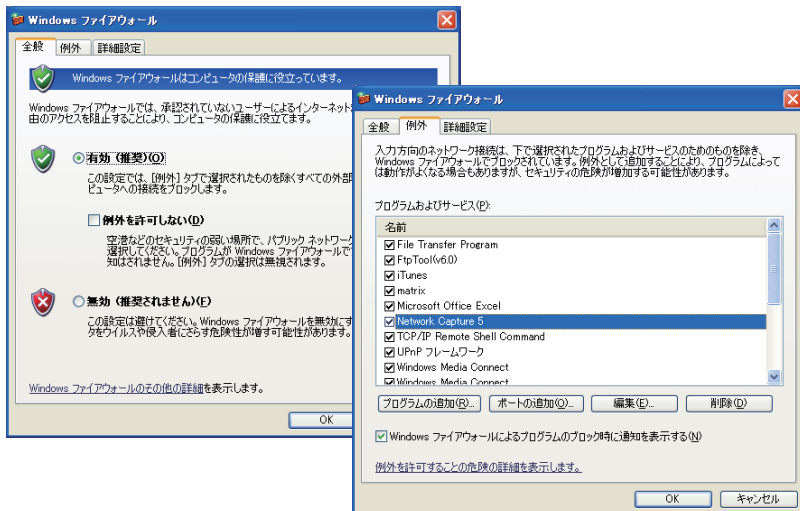 Windows ファイアウォール
全般
例外
詳細設定
Windows ファイアウォールはコンピュータの保護に役立っています。
Windows ファイアウォールでは、承認されていないユーザーによるインターネット
由のアクセスを阻止することにより、コンピュータの保護に役立てます。
有効 (推奨)(O)
この設定では、[例外] タブで選択されたものを除くすべての外部
ピュータへの接続をブロックします。
例外を許可しない(D)
空港などのセキュリティの弱い場所で、パブリック ネットワーク
選択してください。プログラムが Windows ファイアウォールで
知はされません。[例外] タブの選択は無視されます。
無効 (推奨されません)(F)
この設定は避けてください。Windows ファイアウォールを無効にす
タをウイルスや侵入者にさらす危険性が増す可能性があります。
Windows ファイアウォールのその他の詳細を表示します。
OK
Windows ファイアウォール
全般
例外
詳細設定
入力方向のネットワーク接続は、下で選択されたプログラムおよびサービスのためのものを除き、
Windows ファイアウォールでブロックされています。例外として追加することにより、プログラムによって
は動作がよくなる場合もありますが、セキュリティの危険が増加する可能性があります。
プログラムおよびサービス(P):
名前
File Transfer Program
FtpTool(v6.0)
iTunes
matrix
Microsoft Office Excel
Network Capture 5
TCP/IP Remote Shell Command
UPnP フレームワーク
Windows Media Connect
Windows Media Connect
プログラムの追加(R)...
ポートの追加(O)...
編集(E)...
削除(D)
Windows ファイアウォールによるプログラムのブロック時に通知を表示する(N)
例外を許可することの危険の詳細を表示します。
OK
キャンセル